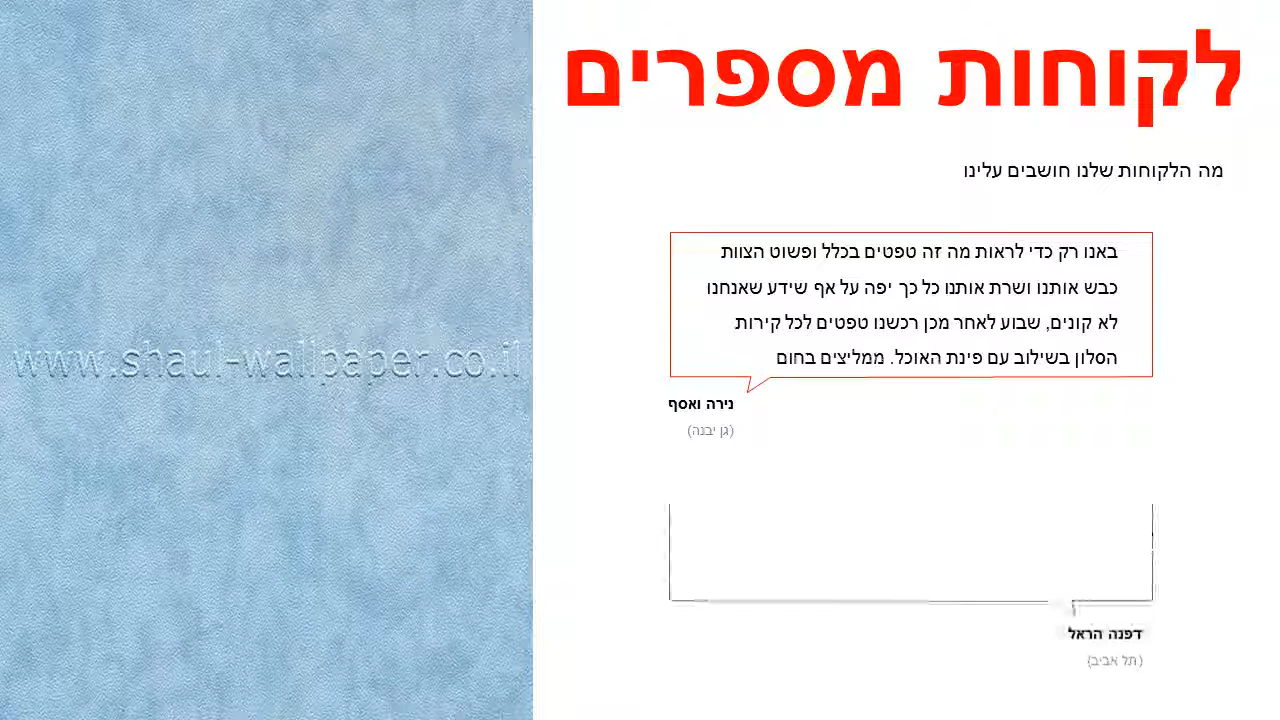 לקוחות מספרים
מה הלקוחות שלנו חושבים עלינו
באנו רק כדי לראות מה זה טפטים בכלל ופשוט הצוות
כבש אותנו ושרת אותנו כל כך יפה על אף שידע שאנחנו
לא קונים, שבוע לאחר מכן רכשנו טפטים לכל קירות
הסלון בשילוב עם פינת האוכל. ממליצים בחום
נירה ואסף
(גן יבנה)
דפנה הראל
(תל אביב)
www.shaul-wallpaper.co.il